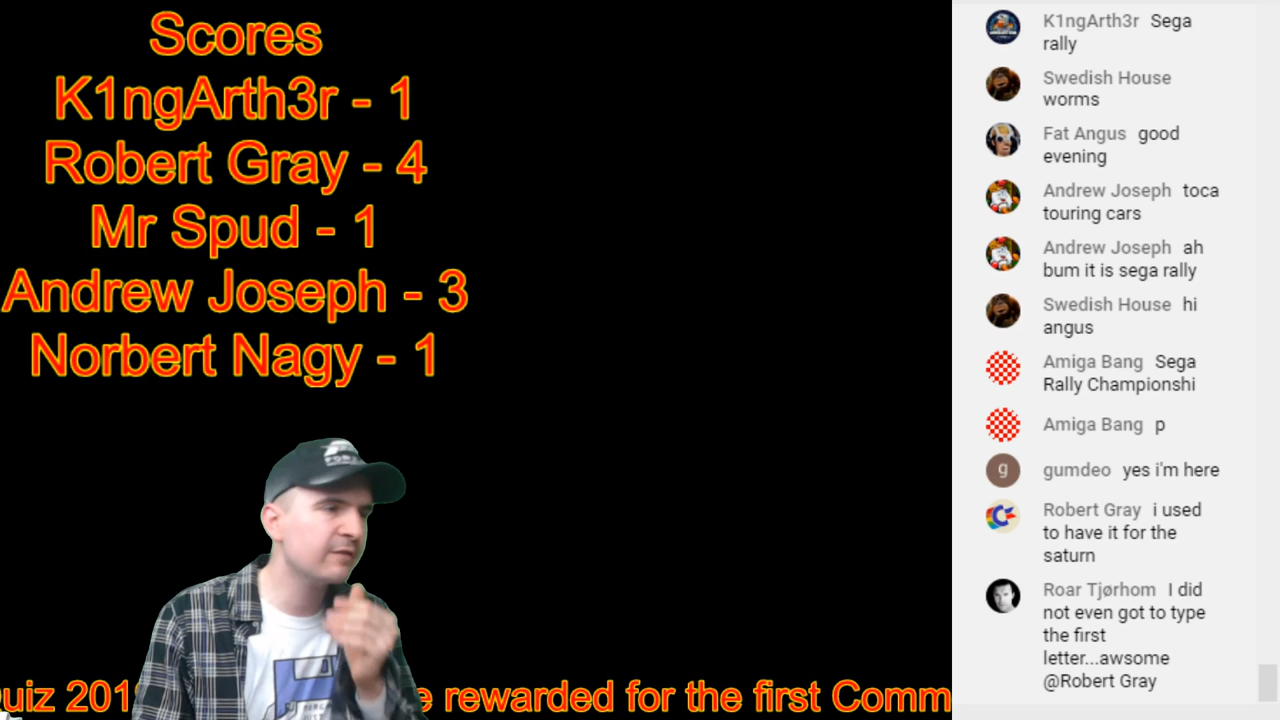 Scores
K1ngArth3r - 1
Robert Gray - 4
Mr Spud - 1
Andrew Joseph - 3
Norbert Nagy - 1
uiz 201
e rewarded for the first Comm
K1ngArth3r Sega
rally
Swedish House
worms
Fat Angus good
evening
Andrew Joseph toca
touring cars
Andrew Joseph ah
bum it is sega rally
Swedish House hi
angus
Amiga Bang Sega
Rally Championshi
Amiga Bang p
g
gumdeo yes i'm here
Robert Gray i used
to have it for the
saturn
Roar Tjørhom I did
not even got to type
the first
letter...awsome
@Robert Gray